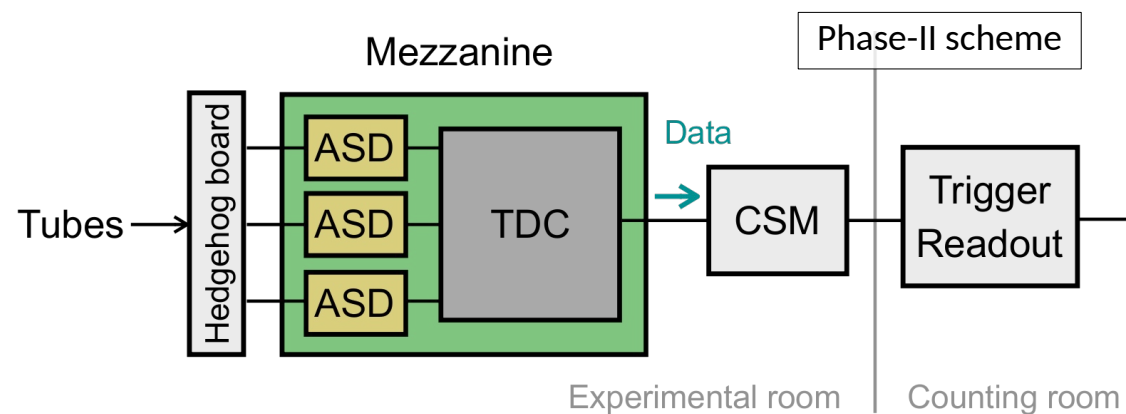 Phase-II scheme
Mezzanine
Tubes
Hedgehog board
ASD
ASD
ASD
TDC
Data
CSM
Trigger
Readout
Experimental room
Counting room